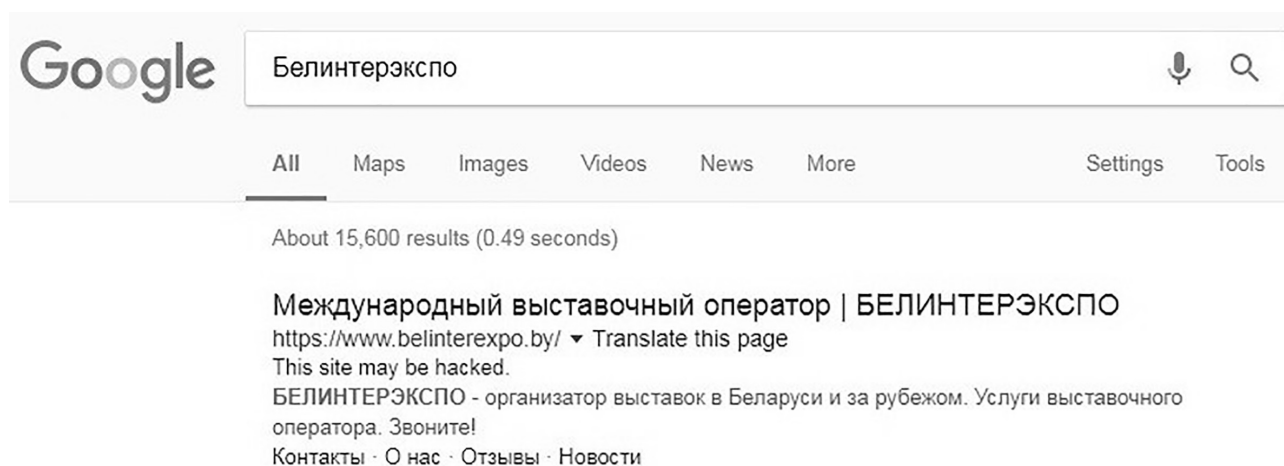 Google
Белинтерэкспо
All Maps Images Videos News More Settings Tools
About 15,600 results (0.49 seconds)
Международный выставочный оператор | БЕЛИНТЕРЭКСПО
https://www.belinterexpo.by/ ▼ Translate this page
This site may be hacked.
БЕЛИНТЕРЭКСПО - организатор выставок в Беларуси и за рубежом. Услуги выставочного
оператора. Звоните!
Контакты · О нас · Отзывы · Новости